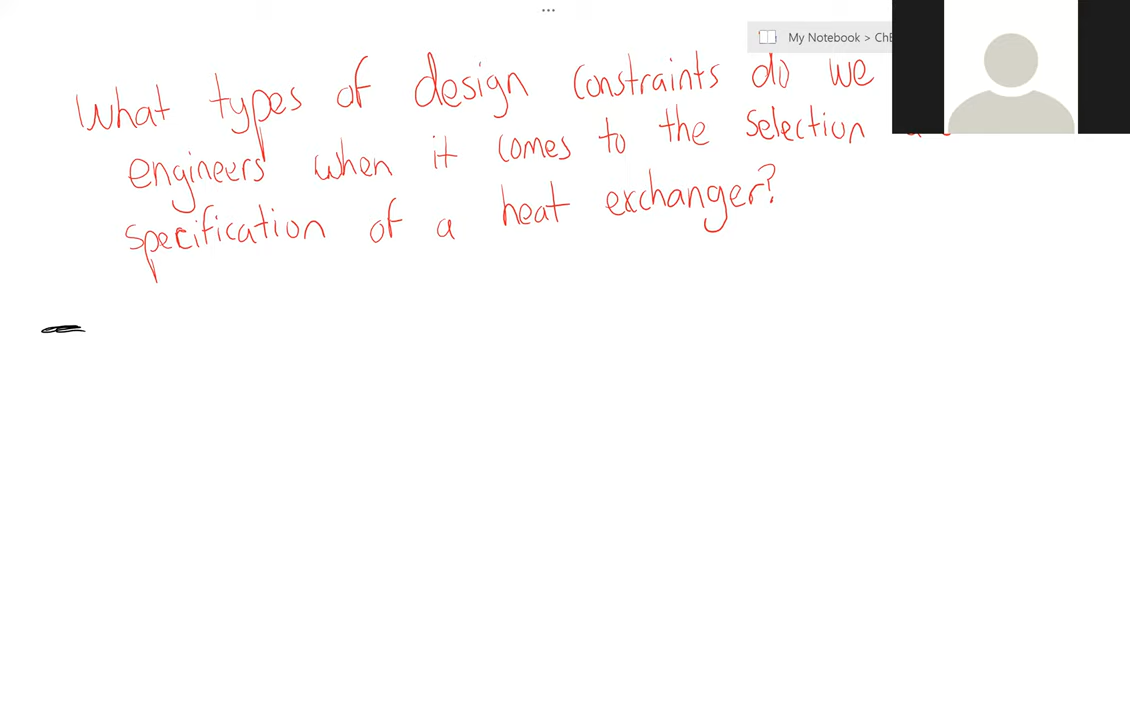 My Notebook > ChE
What types of design constraints do we
engineers when it comes to the selection
specification of a heat exchanger?